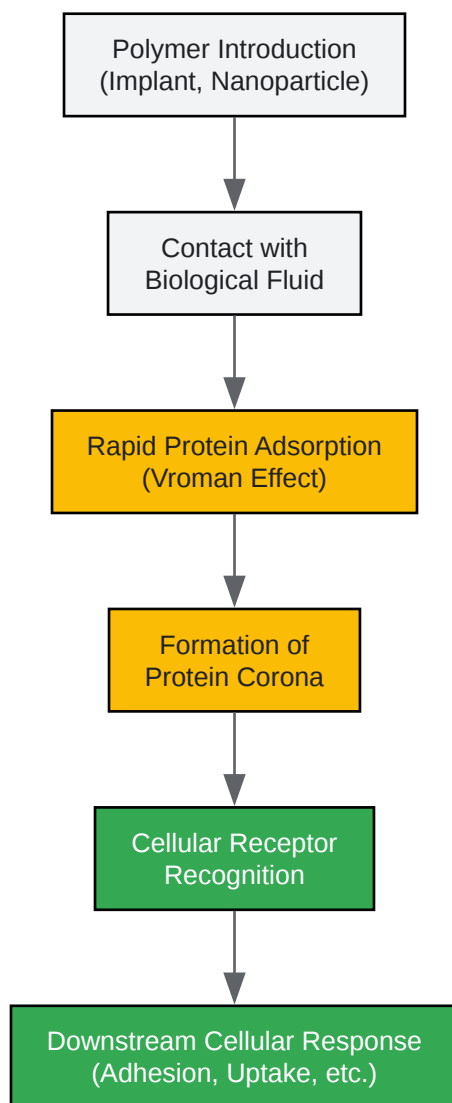 Polymer Introduction
(Implant, Nanoparticle)
Contact with
Biological Fluid
Rapid Protein Adsorption
(Vroman Effect)
Formation of
Protein Corona
Cellular Receptor
Recognition
Downstream Cellular Response
(Adhesion, Uptake, etc.)